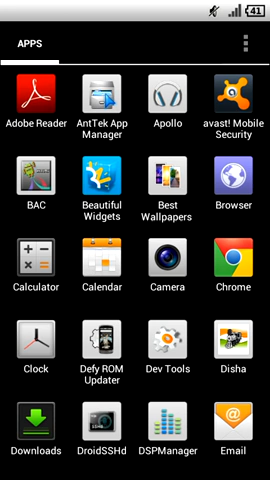 41
APPS
Adobe Reader
AntTek App
Manager
Apollo
avast! Mobile
Security
BAC
Beautiful
Widgets
Best
Wallpapers
Browser
Calculator
Calendar
Camera
Chrome
Clock
Defy ROM
Updater
Dev Tools
Disha
Downloads
DroidSSHd
DSPManager
Email